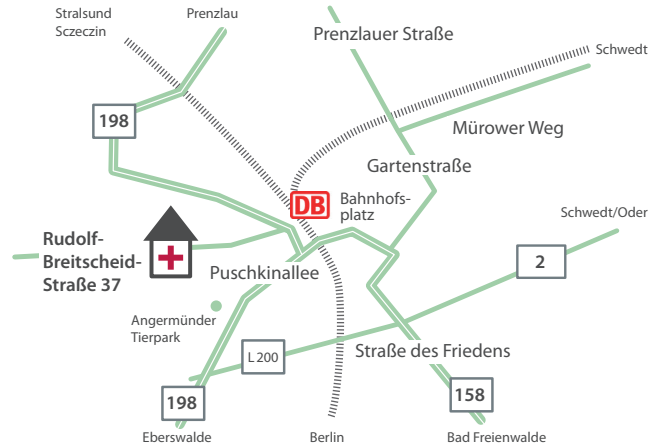 Stralsund
Sczeczin
Prenzlau
Prenzlauer Straße
Schwedt
198
Mürower Weg
Gartenstraße
DB
Bahnhofs-
platz
Schwedt/Oder
Rudolf-
Breitscheid-
Straße 37
2
Puschkinallee
Angermünder
Tierpark
L 200
Straße des Friedens
198
158
Eberswalde
Berlin
Bad Freienwalde